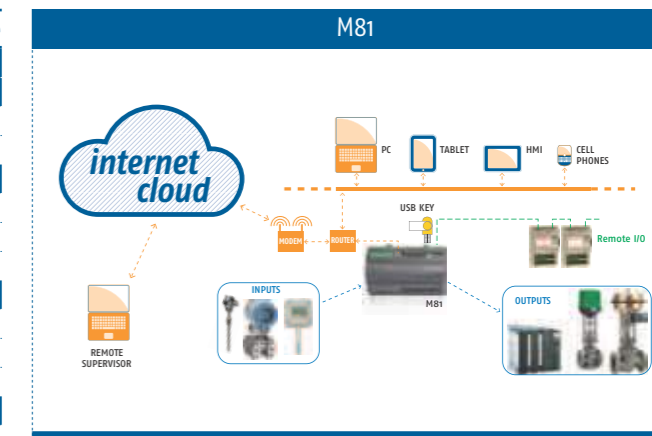 M81
internet
cloud
PC
TABLET
HMI
CELL
PHONES
USB KEY
MODEM
ROUTER
Remote I/O
M81
INPUTS
OUTPUTS
REMOTE
SUPERVISOR